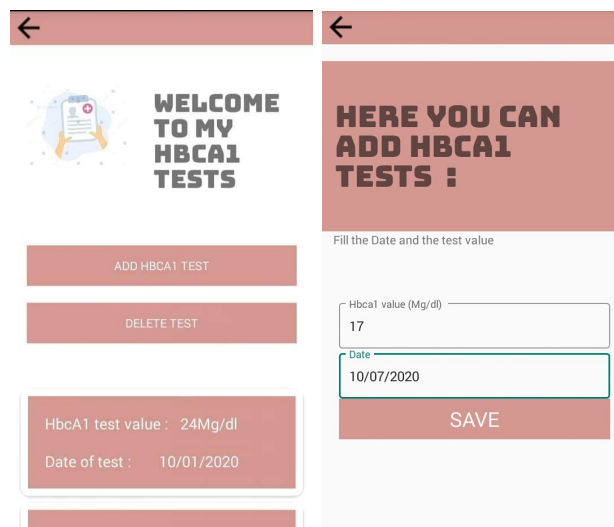 WELCOME
TO MY
HBCA1
TESTS
ADD HBCA1 TEST
DELETE TEST
HbcA1 test value : 24Mg/dl
Date of test : 10/01/2020
HERE YOU CAN
ADD HBCA1
TESTS :
Fill the Date and the test value
Hbca1 value (Mg/dl)
17
Date
10/07/2020
SAVE